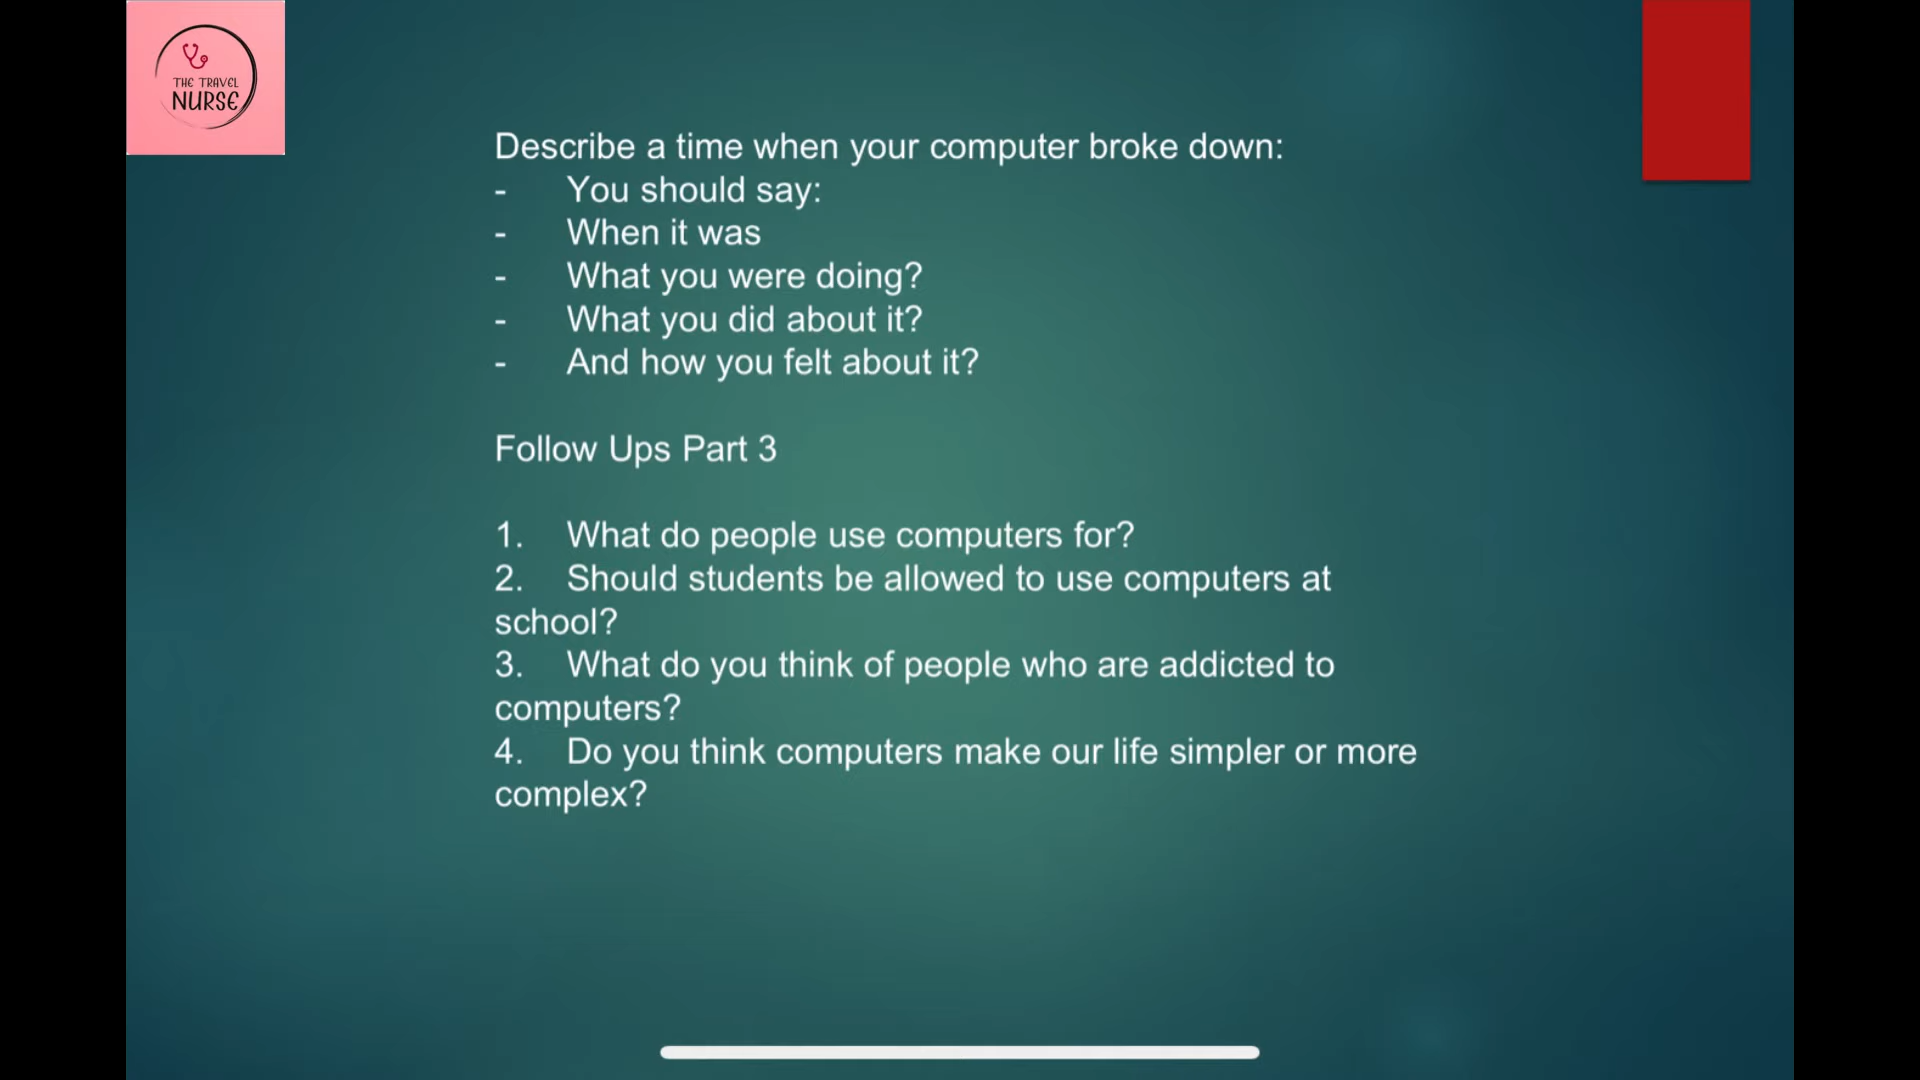 THE TRAVEL
NURSE
Describe a time when your computer broke down:
- You should say:
- When it was
- What you were doing?
- What you did about it?
- And how you felt about it?
Follow Ups Part 3
1. What do people use computers for?
2. Should students be allowed to use computers at
school?
3. What do you think of people who are addicted to
computers?
4. Do you think computers make our life simpler or more
complex?